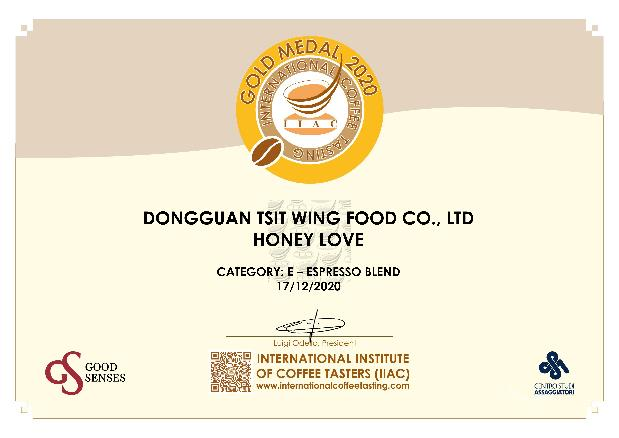 GOLD MEDAL 2020
INTERNATIONAL COFFEE TASTING
IIAC
DONGGUAN TSIT WING FOOD CO., LTD
HONEY LOVE
CATEGORY: E – ESPRESSO BLEND
17/12/2020
Luigi Odello, President
INTERNATIONAL INSTITUTE
OF COFFEE TASTERS (IIAC)
www.internationalcoffeetasting.com
GS GOOD
SENSES
CENTRO STUDI
ASSAGGIATORI